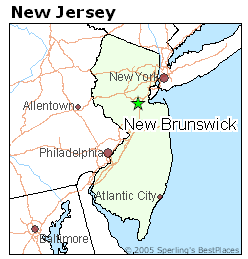 New Jersey
New York
Allentown
New Brunswick
Philadelphia
Atlantic City
Baltimore
© 2005 Sperling's BestPlaces